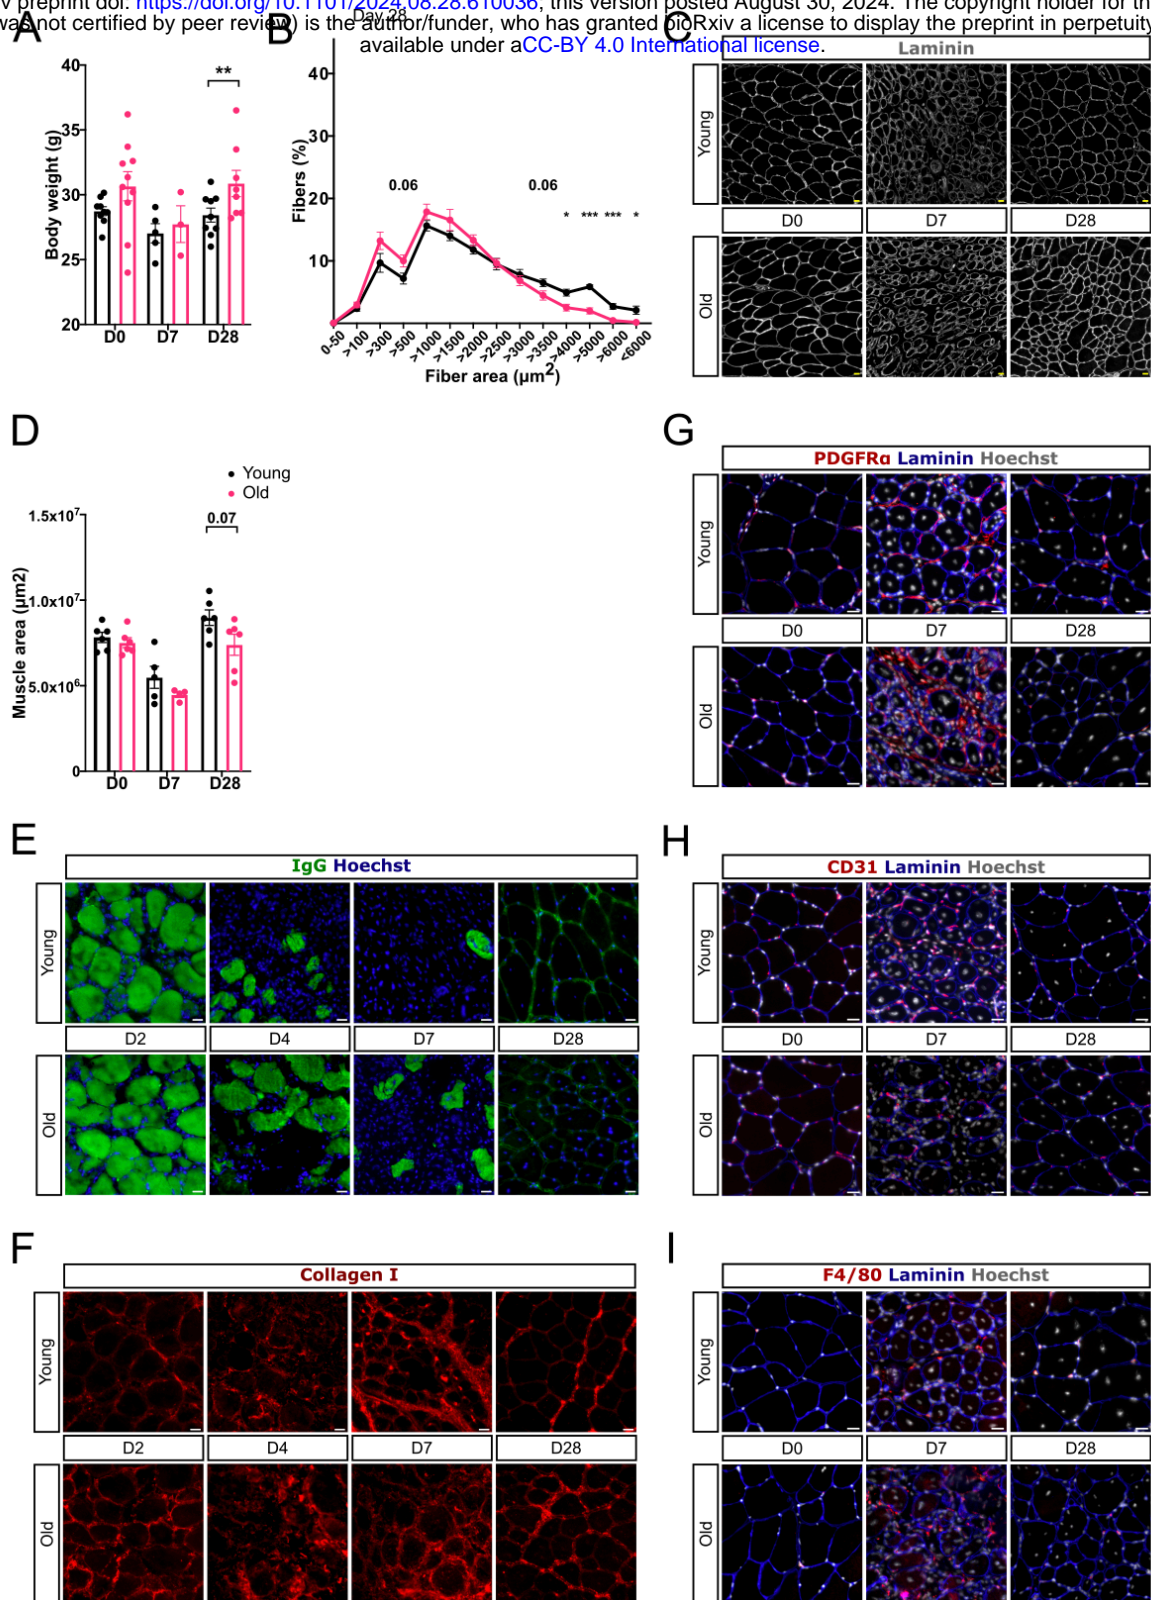 v preprint doi: https://doi.org/10.1101/2024.08.28.610036; this version posted August 30, 2024. The copyright holder for th
was not certified by peer review) is the author/funder, who has granted bioRxiv a license to display the preprint in perpetuity
available under aCC-BY 4.0 International license.
A
40
35
30
25
20
Body weight (g)
**
D0
D7
D28
B
Day 28
40
30
20
10
Fibers (%)
0.06
0.06
*
***
***
*
0-50
>100
>300
>500
>1000
>1500
>2000
>2500
>3000
>3500
>4000
>5000
>6000
<6000
Fiber area (µm2)
C
Laminin
Young
D0
D7
D28
Old
D
Young
Old
1.5x107
1.0x107
5.0x106
0
Muscle area (µm2)
0.07
D0
D7
D28
E
IgG Hoechst
Young
D2
D4
D7
D28
Old
F
Collagen I
Young
D2
D4
D7
D28
Old
G
PDGFRα Laminin Hoechst
Young
D0
D7
D28
Old
H
CD31 Laminin Hoechst
Young
D0
D7
D28
Old
I
F4/80 Laminin Hoechst
Young
D0
D7
D28
Old